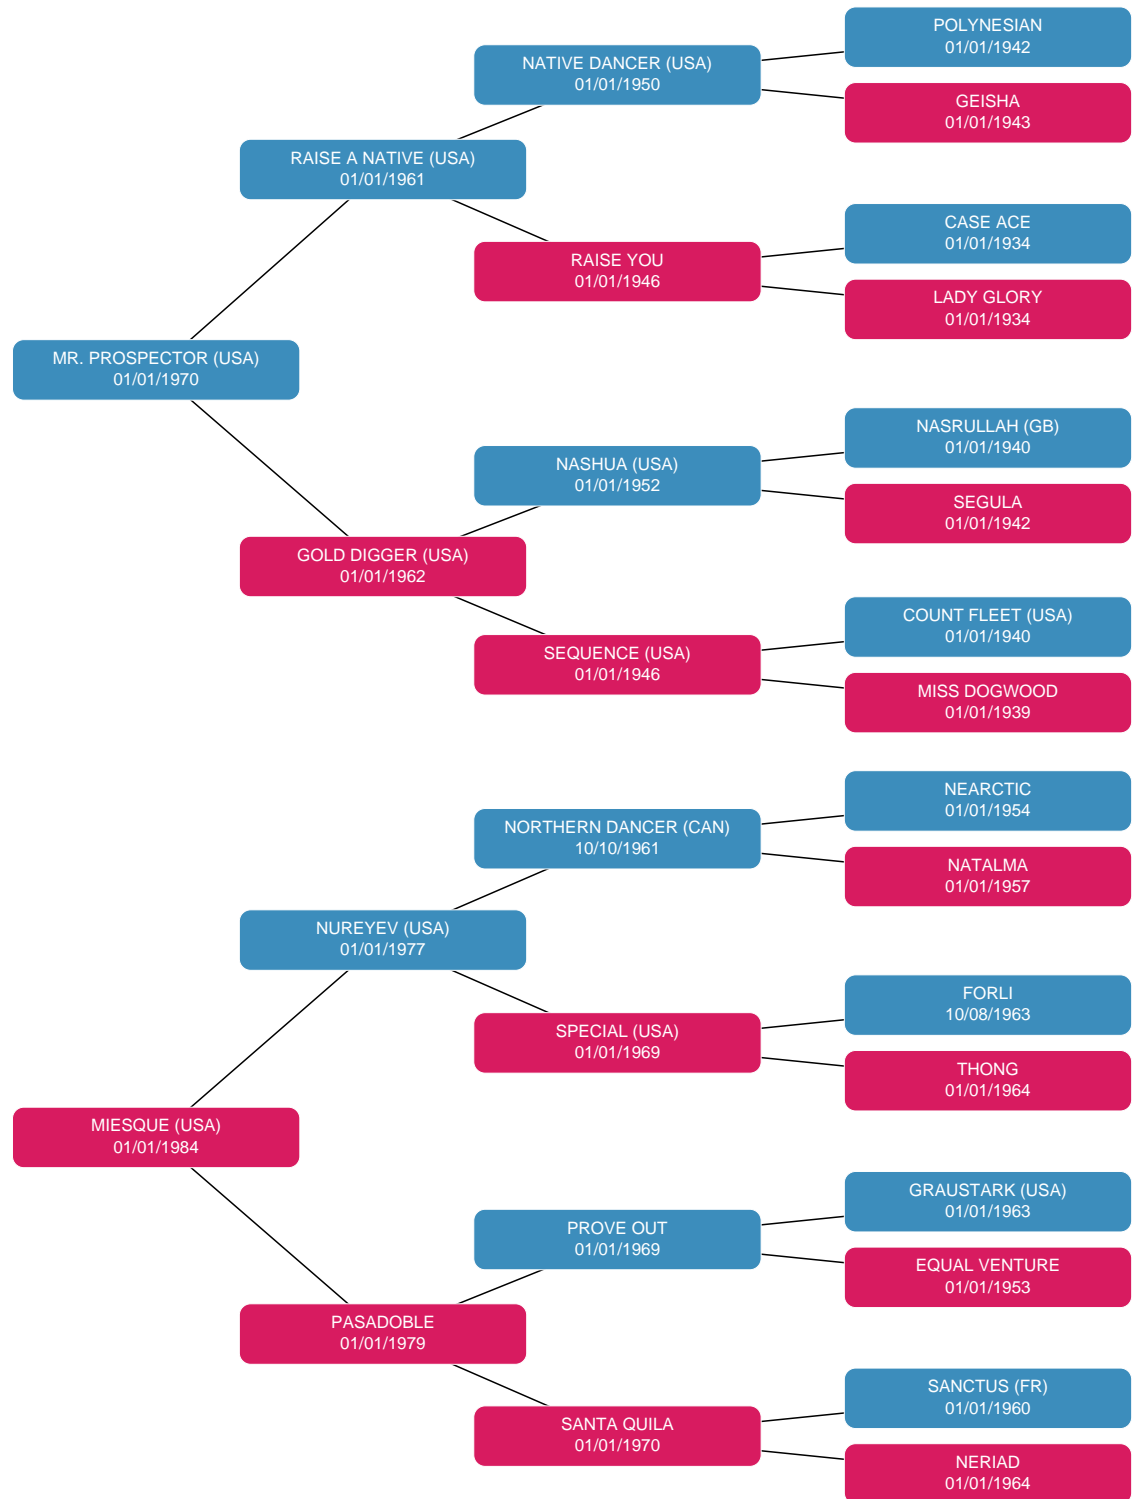 POLYNESIAN
01/01/1942
NATIVE DANCER (USA)
01/01/1950
GEISHA
01/01/1943
RAISE A NATIVE (USA)
01/01/1961
CASE ACE
01/01/1934
RAISE YOU
01/01/1946
LADY GLORY
01/01/1934
MR. PROSPECTOR (USA)
01/01/1970
NASRULLAH (GB)
01/01/1940
NASHUA (USA)
01/01/1952
SEGULA
01/01/1942
GOLD DIGGER (USA)
01/01/1962
COUNT FLEET (USA)
01/01/1940
SEQUENCE (USA)
01/01/1946
MISS DOGWOOD
01/01/1939
NEARCTIC
01/01/1954
NORTHERN DANCER (CAN)
10/10/1961
NATALMA
01/01/1957
NUREYEV (USA)
01/01/1977
FORLI
10/08/1963
SPECIAL (USA)
01/01/1969
THONG
01/01/1964
MIESQUE (USA)
01/01/1984
GRAUSTARK (USA)
01/01/1963
PROVE OUT
01/01/1969
EQUAL VENTURE
01/01/1953
PASADOBLE
01/01/1979
SANCTUS (FR)
01/01/1960
SANTA QUILA
01/01/1970
NERIAD
01/01/1964